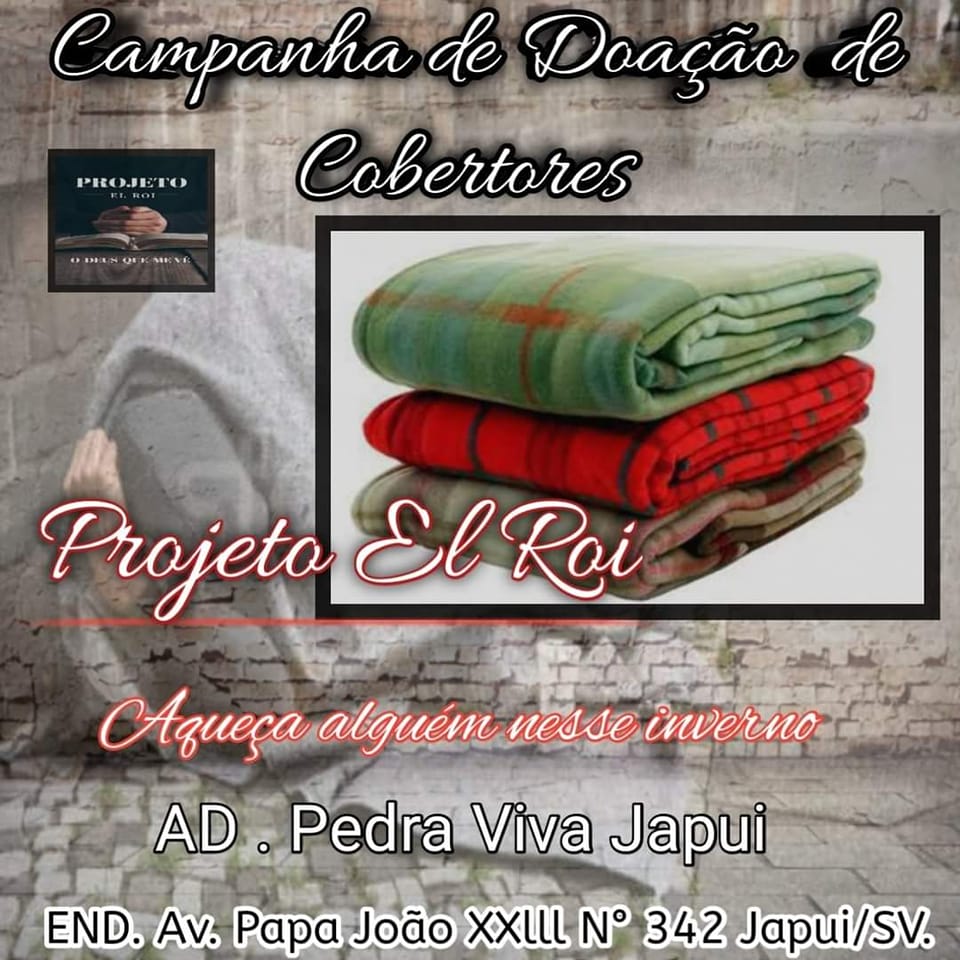 Campanha de Doação de
Cobertores
PROJETO
EL ROI
O DEUS QUE ME VÊ
Projeto El Roi
Aqueça alguém nesse inverno
AD . Pedra Viva Japui
END. Av. Papa João XXlll N° 342 Japui/SV.